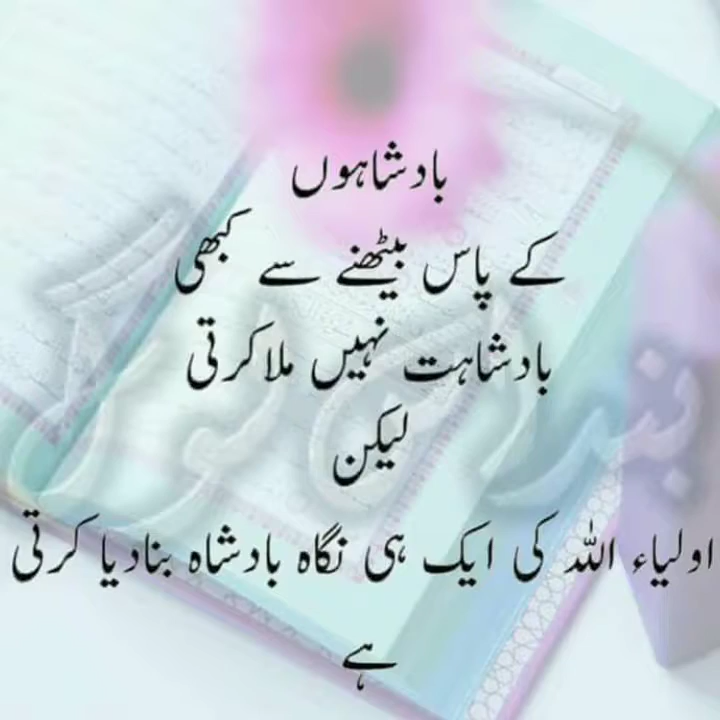 بادشاہوں
کے پاس بیٹھنے سے کبھی
بادشاہت نہیں ملا کرتی
لیکن
اولیاء اللہ کی ایک ہی نگاہ بادشاہ بنادیا کرتی
ہے